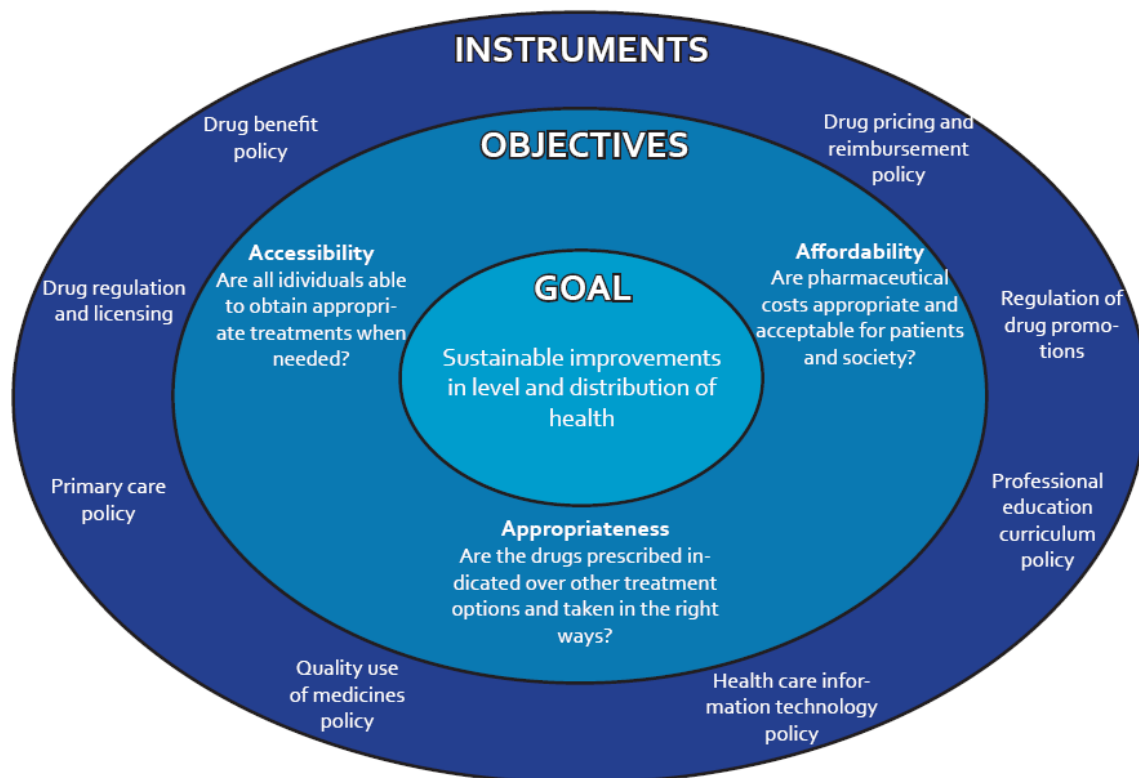 INSTRUMENTS
Drug benefit
policy
Drug pricing and
reimbursement
policy
OBJECTIVES
Accessibility
Are all idividuals able
to obtain appropri-
ate treatments when
needed?
Affordability
Are pharmaceutical
costs appropriate and
acceptable for patients
and society?
GOAL
Sustainable improvements
in level and distribution of
health
Drug regulation
and licensing
Regulation of
drug promo-
tions
Primary care
policy
Professional
education
curriculum
policy
Appropriateness
Are the drugs prescribed in-
dicated over other treatment
options and taken in the right
ways?
Quality use
of medicines
policy
Health care infor-
mation technology
policy